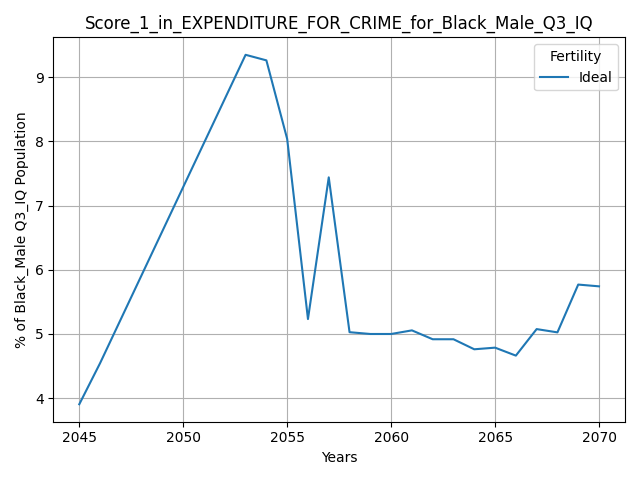 Score_1_in_EXPENDITURE_FOR_CRIME_for_Black_Male_Q3_IQ
Fertility
Ideal
% of Black_Male Q3_IQ Population
9
8
7
6
5
4
2045 2050 2055 2060 2065 2070
Years